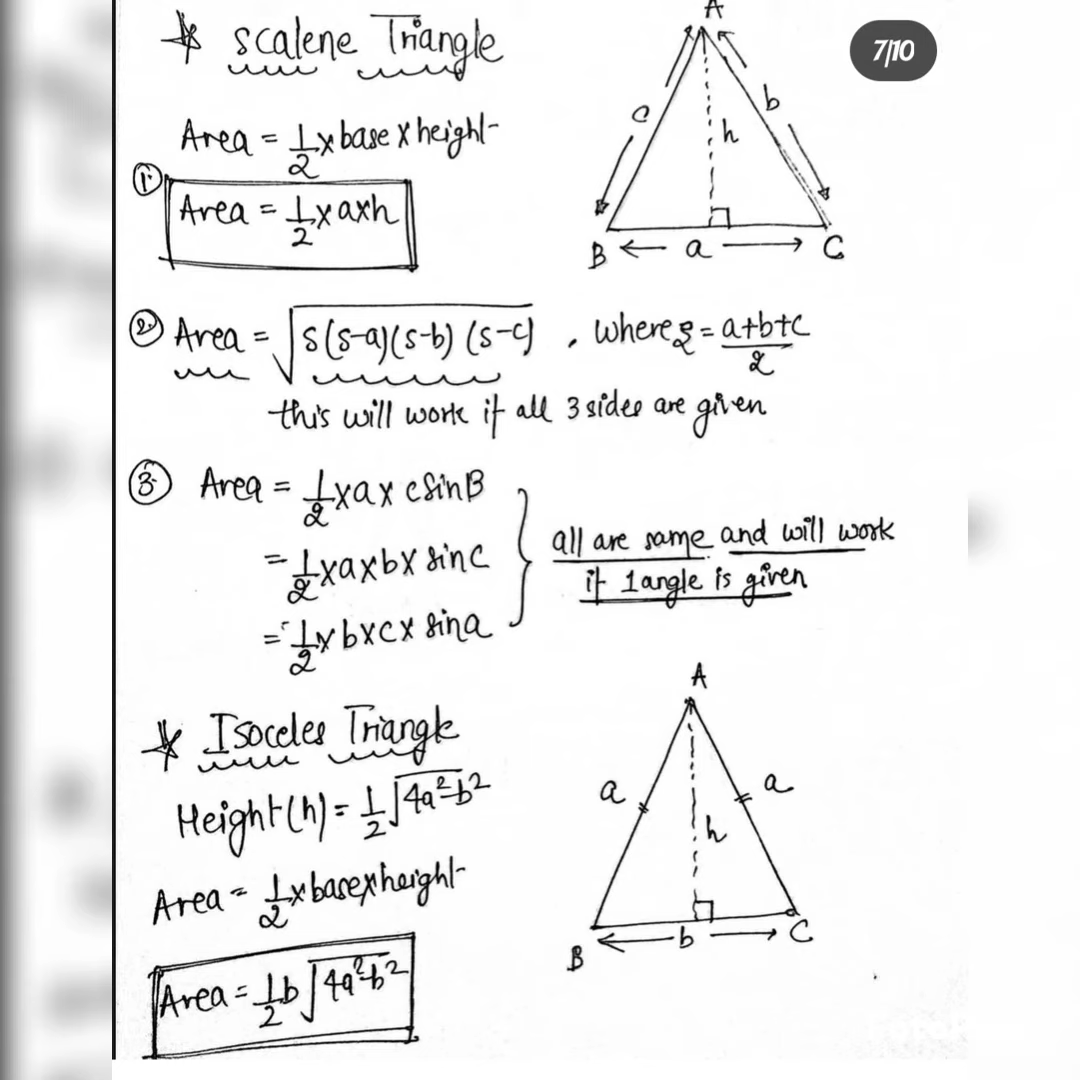 7/10
☆ scalene Triangle
Area = 1/2 x base x height
① Area = 1/2 x a x h
A
c
b
h
B ← a → C
② Area = √s(s-a)(s-b)(s-c) , where s = a+b+c/2
this will work if all 3 sides are given
③ Area = 1/2 x a x c sinB
= 1/2 x a x b x sinc
= 1/2 x b x c x sina
all are same and will work
if 1 angle is given
☆ Isoceles Triangle
Height (h) = 1/2 √4a²-b²
Area = 1/2 x base x height
Area = 1/2 b √4a²-b²
A
a
a
h
B ← b → C